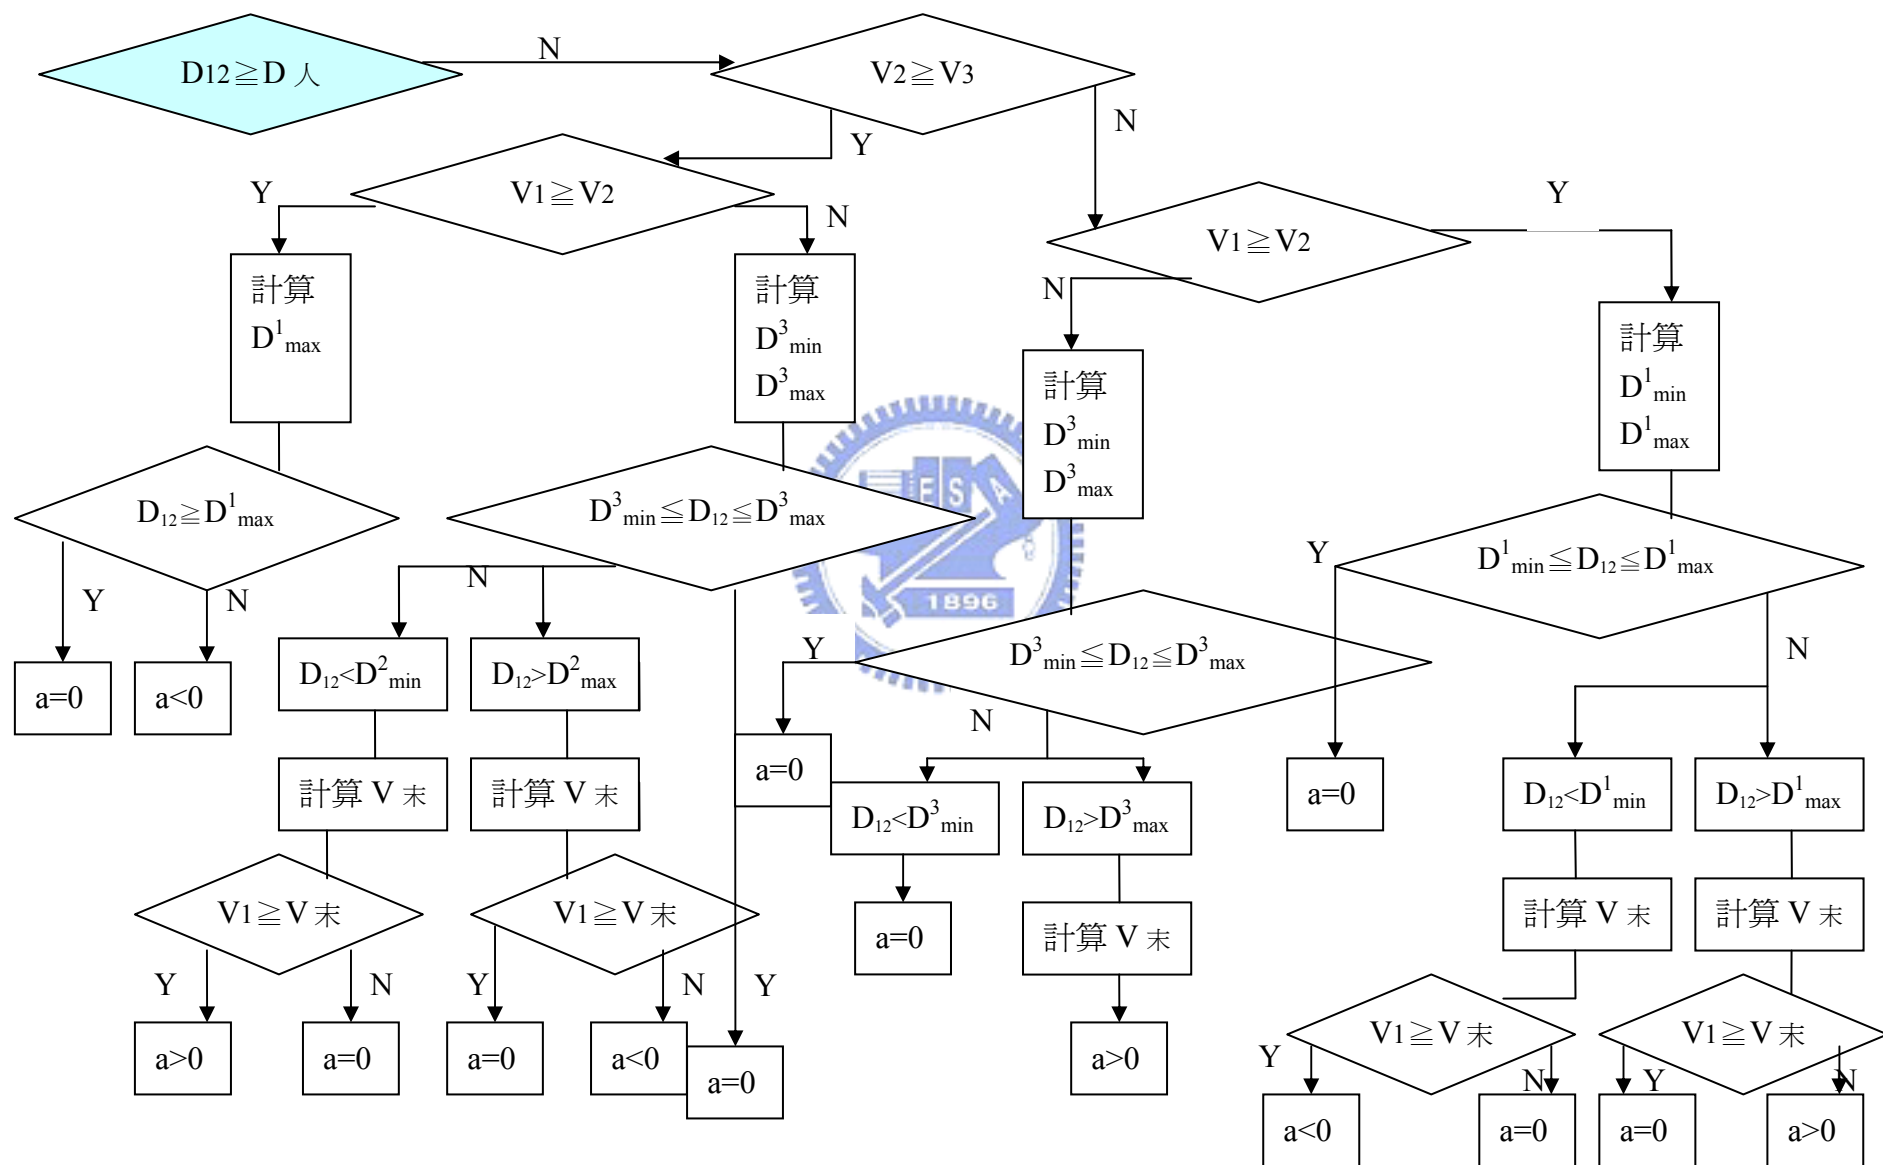 D12≧D 人
N
V2≧V3
Y
N
V1≧V2
Y
N
V1≧V2
N
Y
計算
D¹max
計算
D³min
D³max
計算
D³min
D³max
計算
D¹min
D¹max
D₁₂≧D¹max
D³min≦D₁₂≦D³max
D³min≦D₁₂≦D³max
D¹min≦D₁₂≦D¹max
ESA
1896
Y
N
N
Y
N
Y
N
a=0
a<0
D₁₂<D²min
D₁₂>D²max
a=0
D₁₂<D³min
D₁₂>D³max
a=0
D₁₂<D¹min
D₁₂>D¹max
計算 V 末
計算 V 末
a=0
計算 V 末
計算 V 末
計算 V 末
V1≧V 末
V1≧V 末
Y
N
Y
N
Y
a>0
a=0
a=0
a<0
a=0
a>0
V1≧V 末
V1≧V 末
Y
N
Y
N
a<0
a=0
a=0
a>0